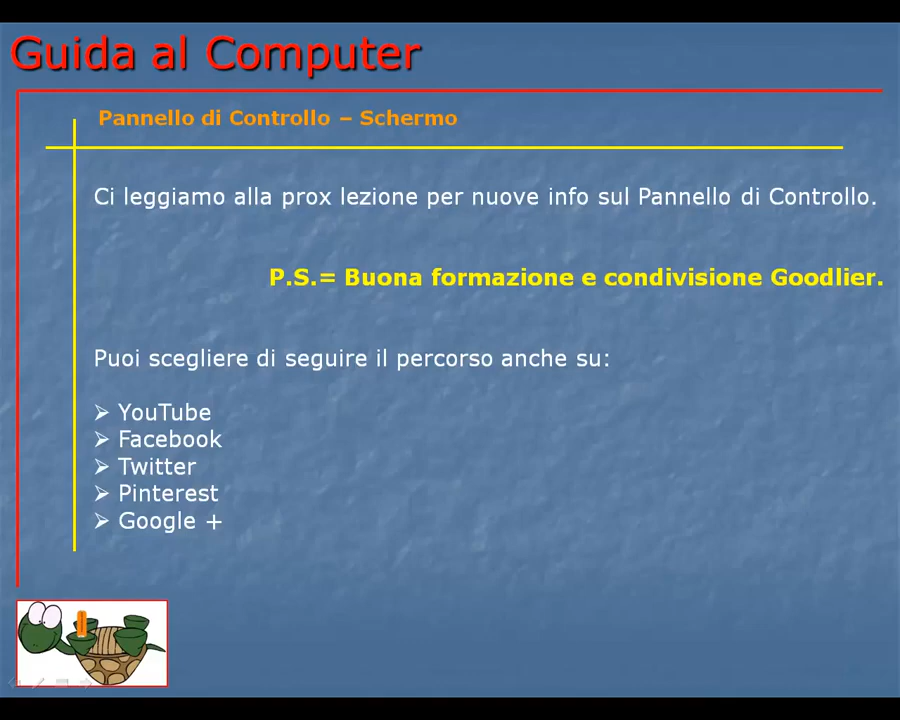 Guida al Computer
Pannello di Controllo – Schermo
Ci leggiamo alla prox lezione per nuove info sul Pannello di Controllo.
P.S.= Buona formazione e condivisione Goodlier.
Puoi scegliere di seguire il percorso anche su:
➢ YouTube
➢ Facebook
➢ Twitter
➢ Pinterest
➢ Google +